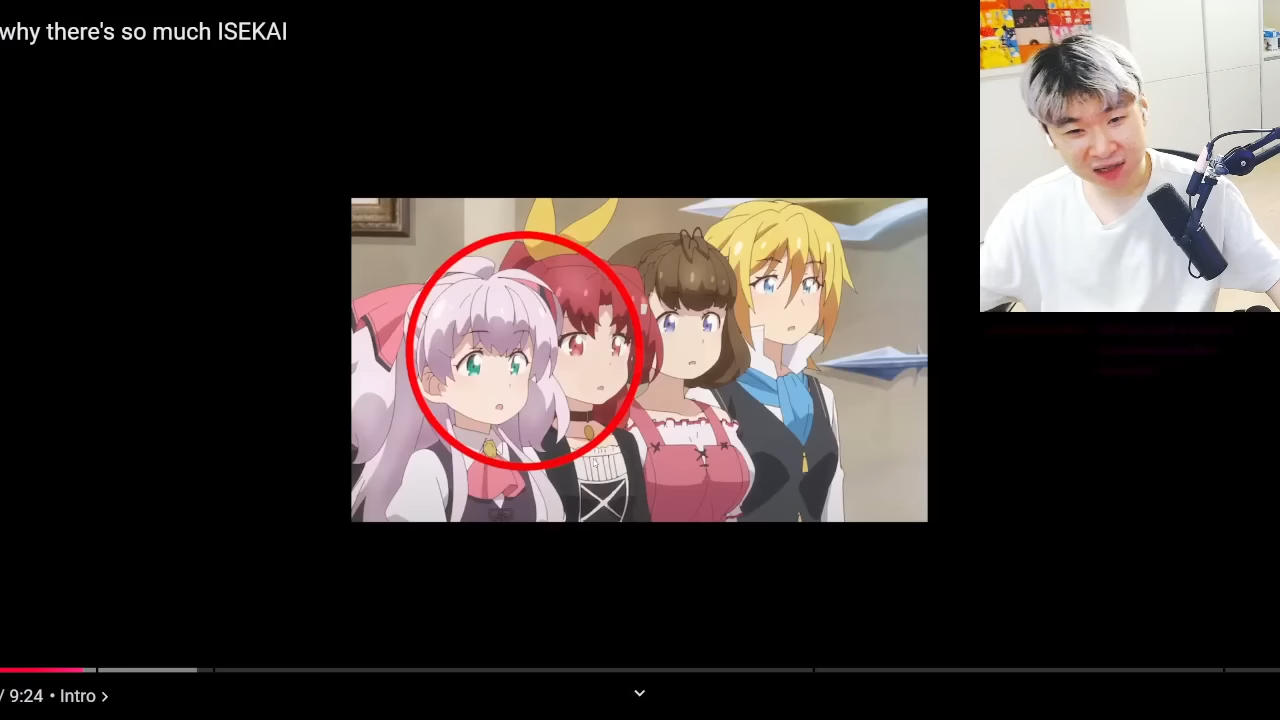 why there's so much ISEKAI
/ 9:24 • Intro >